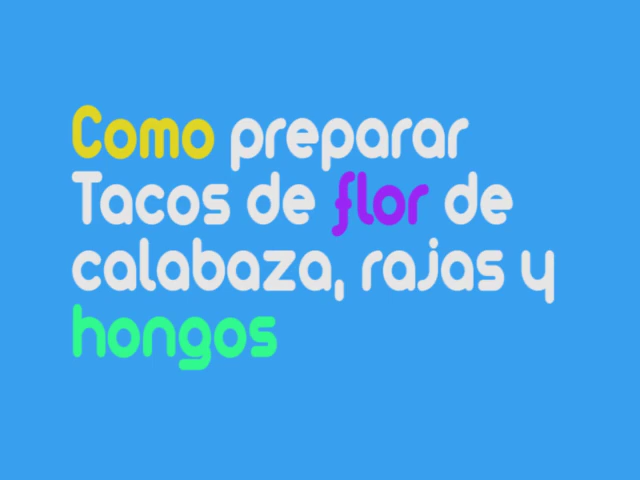 Como preparar
Tacos de flor de
calabaza, rajas y
hongos